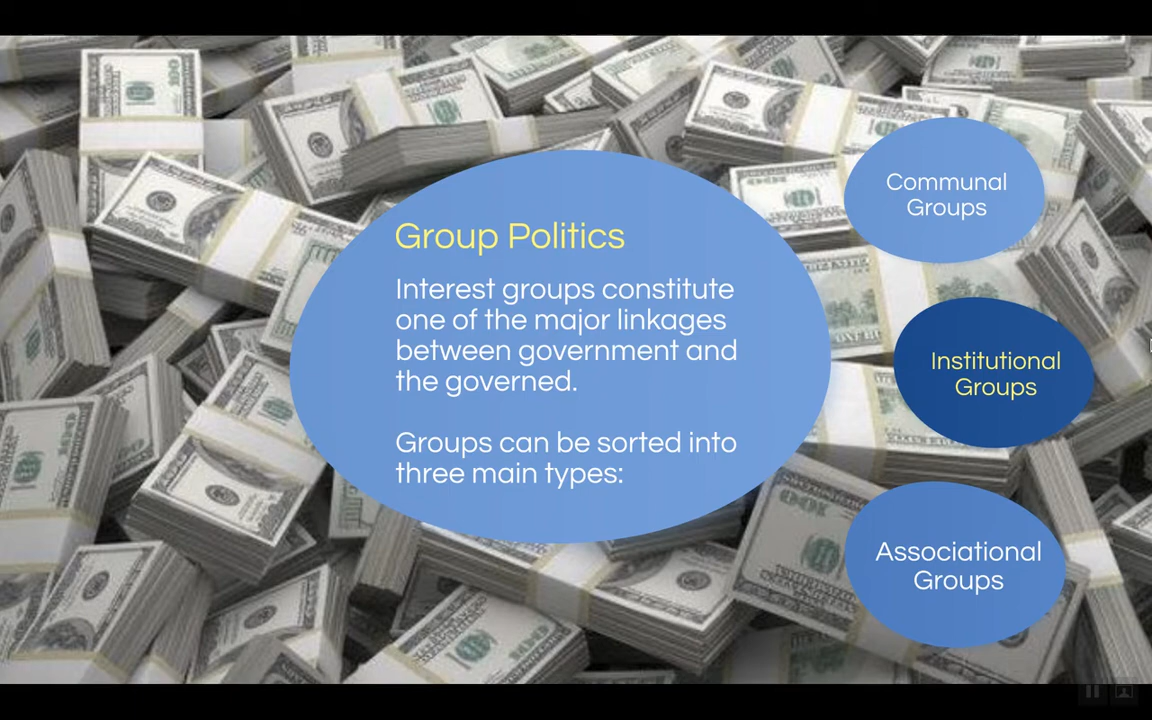 Group Politics
Interest groups constitute
one of the major linkages
between government and
the governed.
Groups can be sorted into
three main types:
Communal
Groups
Institutional
Groups
Associational
Groups